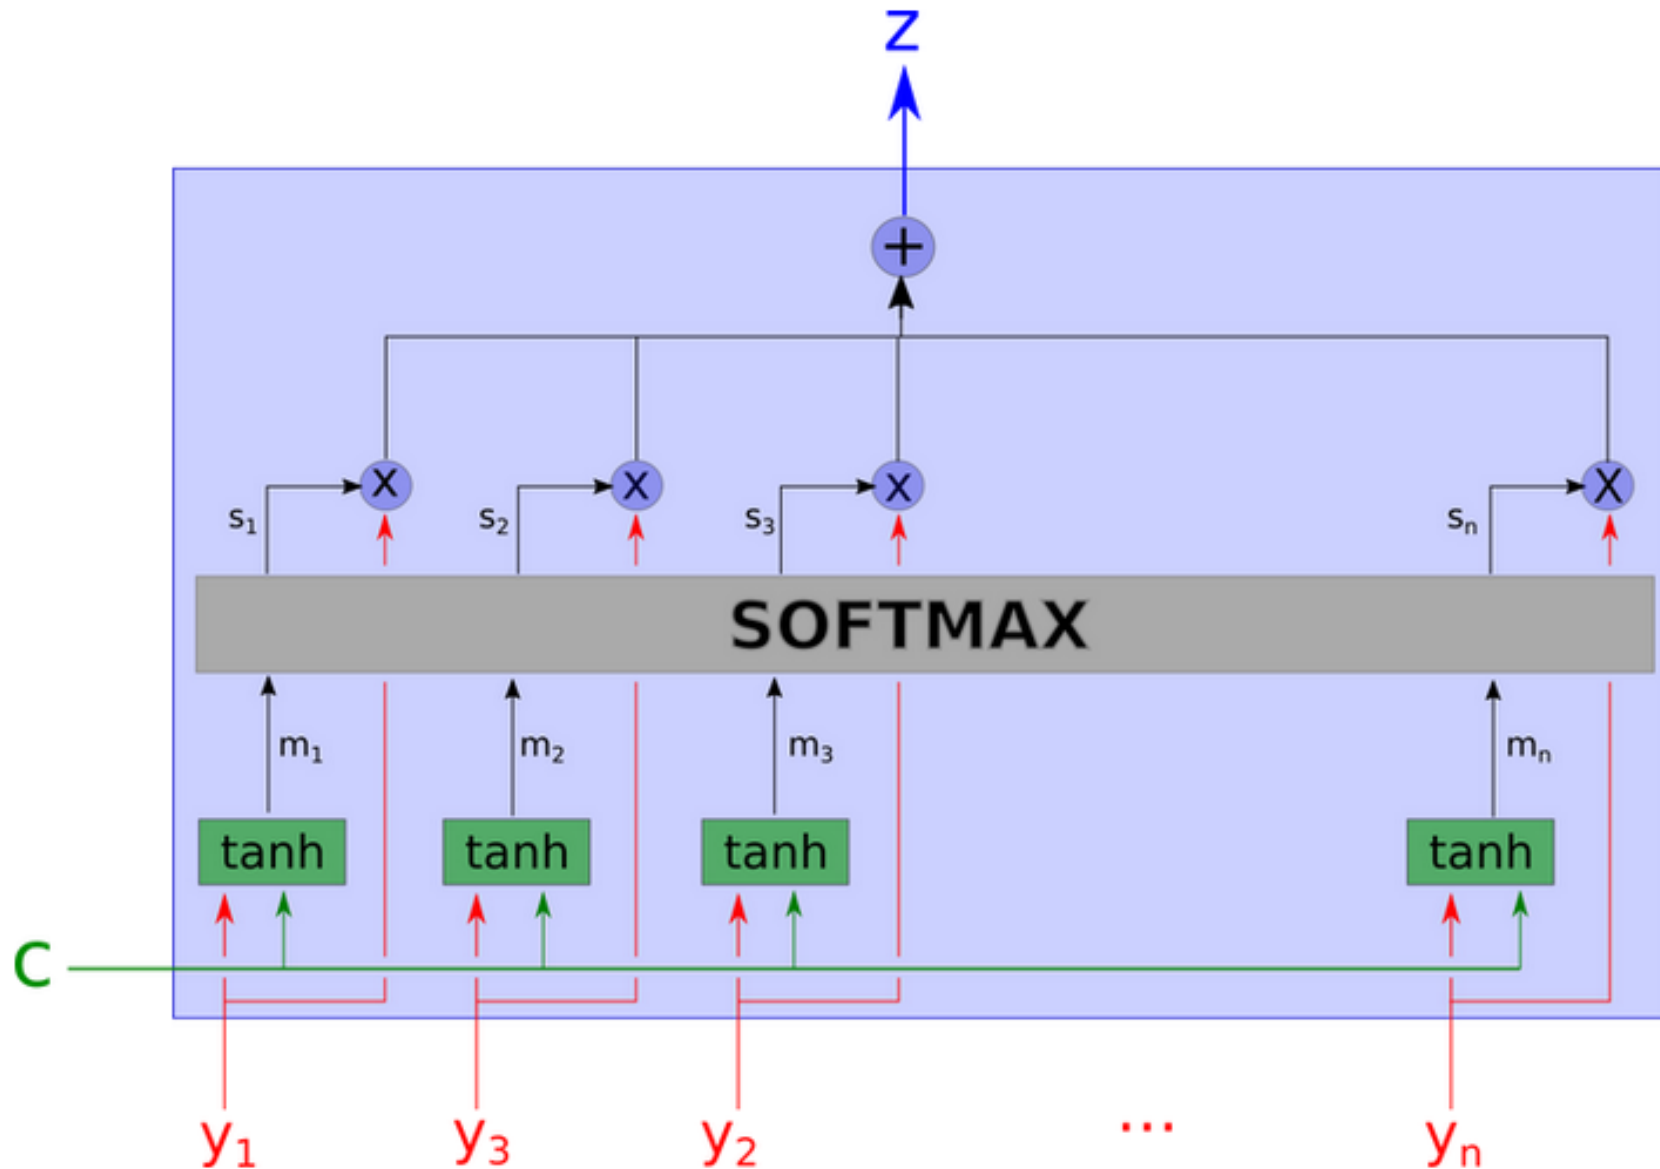 z
+
x x x x
s₁ s₂ s₃ sₙ
SOFTMAX
m₁ m₂ m₃ mₙ
tanh tanh tanh tanh
C
y₁ y₃ y₂ ... yₙ